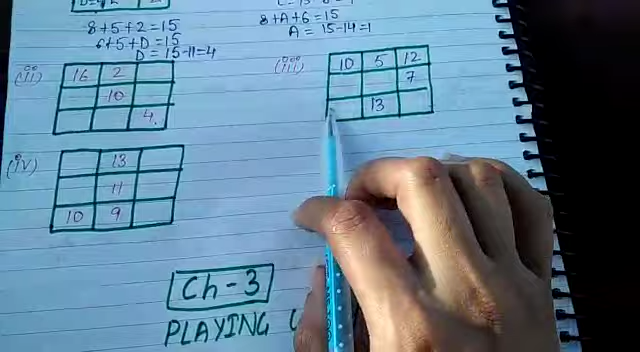 8+5+2=15
6+5+D=15
D = 15-11=4
8+A+6=15
A = 15-14=1
(ii)
16 2
10
4
(iii)
10 5 12
7
13
(iv)
13
11
10 9
Ch-3
PLAYING